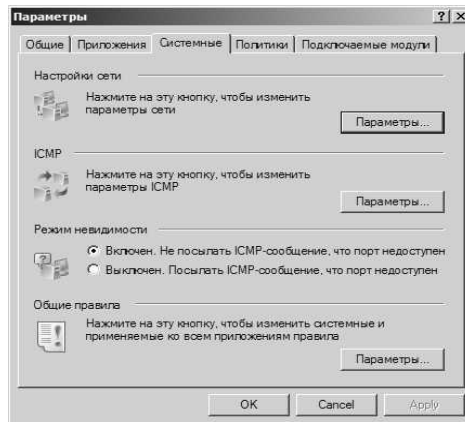 Параметры
Общие Приложения Системные Политики Подключаемые модули
Настройки сети
Нажмите на эту кнопку, чтобы изменить
параметры сети
Параметры...
ICMP
Нажмите на эту кнопку, чтобы изменить
параметры ICMP
Параметры...
Режим невидимости
Включен. Не посылать ICMP-сообщение, что порт недоступен
Выключен. Посылать ICMP-сообщение, что порт недоступен
Общие правила
Нажмите на эту кнопку, чтобы изменить системные и
применяемые ко всем приложениям правила
Параметры...
OK Cancel Apply